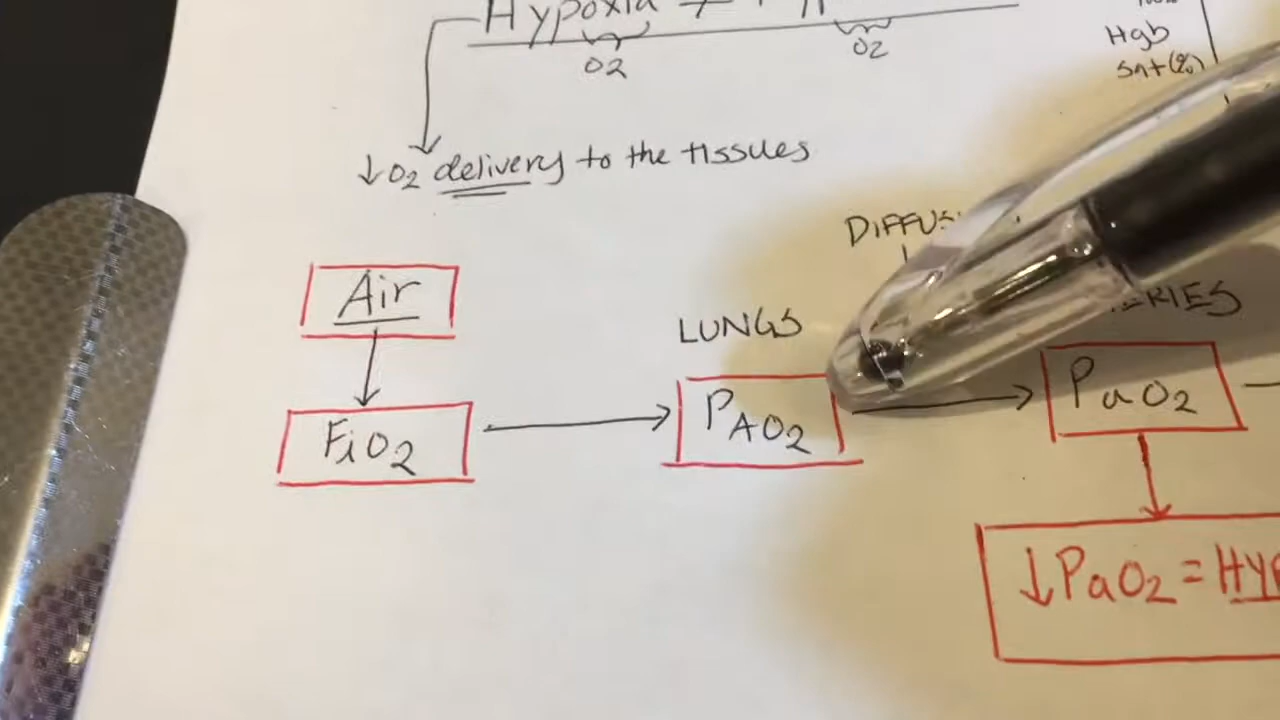 Hypoxia ≠
O2
O2
Hgb
Sat(%)
↓O2 delivery to the tissues
Air
LUNGS
FiO2
PAO2
PaO2
↓PaO2 =